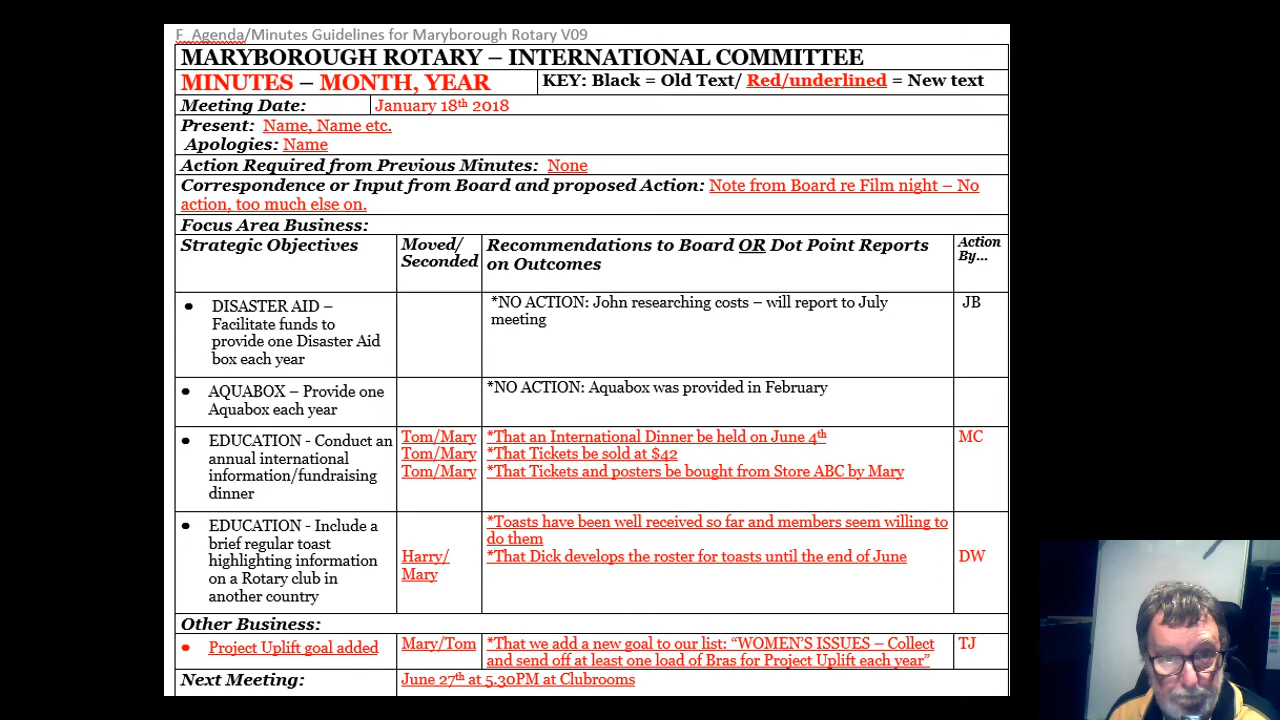 F_Agenda/Minutes Guidelines for Maryborough Rotary V09
MARYBOROUGH ROTARY – INTERNATIONAL COMMITTEE
MINUTES – MONTH, YEAR
KEY: Black = Old Text/ Red/underlined = New text
Meeting Date:
January 18th 2018
Present: Name, Name etc.
Apologies: Name
Action Required from Previous Minutes: None
Correspondence or Input from Board and proposed Action: Note from Board re Film night – No
action, too much else on.
Focus Area Business:
Strategic Objectives
Moved/
Seconded
Recommendations to Board OR Dot Point Reports
on Outcomes
Action
By...
• DISASTER AID –
Facilitate funds to
provide one Disaster Aid
box each year
*NO ACTION: John researching costs – will report to July
meeting
JB
• AQUABOX – Provide one
Aquabox each year
*NO ACTION: Aquabox was provided in February
• EDUCATION - Conduct an
annual international
information/fundraising
dinner
Tom/Mary
Tom/Mary
Tom/Mary
*That an International Dinner be held on June 4th
*That Tickets be sold at $42
*That Tickets and posters be bought from Store ABC by Mary
MC
• EDUCATION - Include a
brief regular toast
highlighting information
on a Rotary club in
another country
Harry/
Mary
*Toasts have been well received so far and members seem willing to
do them
*That Dick develops the roster for toasts until the end of June
DW
Other Business:
• Project Uplift goal added
Mary/Tom
*That we add a new goal to our list: “WOMEN’S ISSUES – Collect
and send off at least one load of Bras for Project Uplift each year”
TJ
Next Meeting:
June 27th at 5.30PM at Clubrooms